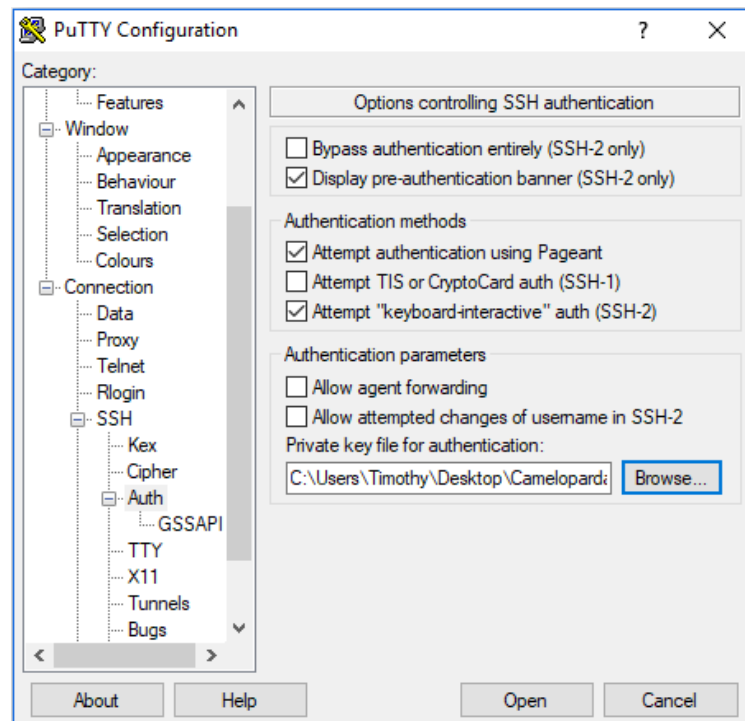 PuTTY Configuration
?
Category:
Features
Window
Appearance
Behaviour
Translation
Selection
Colours
Connection
Data
Proxy
Telnet
Rlogin
SSH
Kex
Cipher
Auth
GSSAPI
TTY
X11
Tunnels
Bugs
Options controlling SSH authentication
Bypass authentication entirely (SSH-2 only)
Display pre-authentication banner (SSH-2 only)
Authentication methods
Attempt authentication using Pageant
Attempt TIS or CryptoCard auth (SSH-1)
Attempt "keyboard-interactive" auth (SSH-2)
Authentication parameters
Allow agent forwarding
Allow attempted changes of username in SSH-2
Private key file for authentication:
C:\Users\Timothy\Desktop\Cameloparda
Browse...
About
Help
Open
Cancel